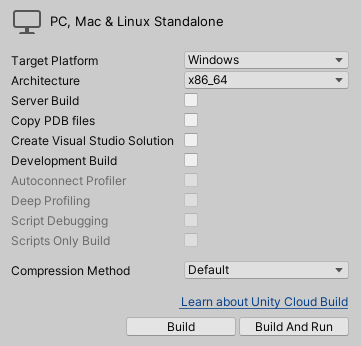 PC, Mac & Linux Standalone
Target Platform Windows
Architecture x86_64
Server Build
Copy PDB files
Create Visual Studio Solution
Development Build
Autoconnect Profiler
Deep Profiling
Script Debugging
Scripts Only Build
Compression Method Default
Learn about Unity Cloud Build
Build Build And Run